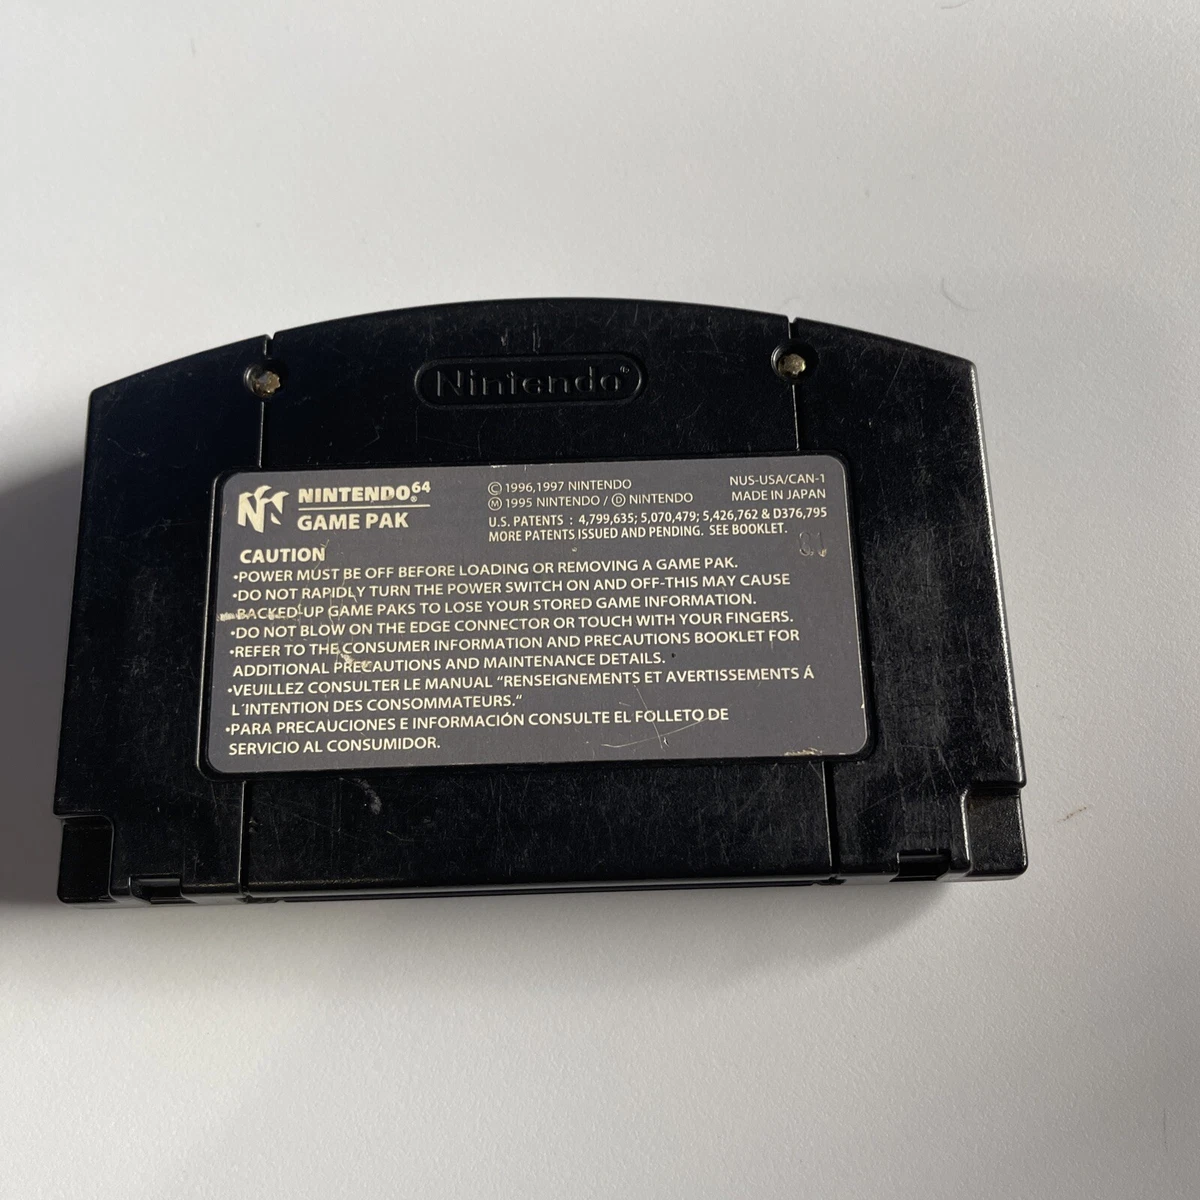 Nintendo®
NINTENDO64®
GAME PAK
© 1996,1997 NINTENDO
Ⓜ 1995 NINTENDO / Ⓓ NINTENDO
NUS-USA/CAN-1
MADE IN JAPAN
U.S. PATENTS : 4,799,635; 5,070,479; 5,426,762 & D376,795
MORE PATENTS ISSUED AND PENDING. SEE BOOKLET.
CAUTION
•POWER MUST BE OFF BEFORE LOADING OR REMOVING A GAME PAK.
•DO NOT RAPIDLY TURN THE POWER SWITCH ON AND OFF-THIS MAY CAUSE
BACKED-UP GAME PAKS TO LOSE YOUR STORED GAME INFORMATION.
•DO NOT BLOW ON THE EDGE CONNECTOR OR TOUCH WITH YOUR FINGERS.
•REFER TO THE CONSUMER INFORMATION AND PRECAUTIONS BOOKLET FOR
ADDITIONAL PRECAUTIONS AND MAINTENANCE DETAILS.
•VEUILLEZ CONSULTER LE MANUAL "RENSEIGNEMENTS ET AVERTISSEMENTS Á
L'INTENTION DES CONSOMMATEURS."
•PARA PRECAUCIONES E INFORMACIÓN CONSULTE EL FOLLETO DE
SERVICIO AL CONSUMIDOR.